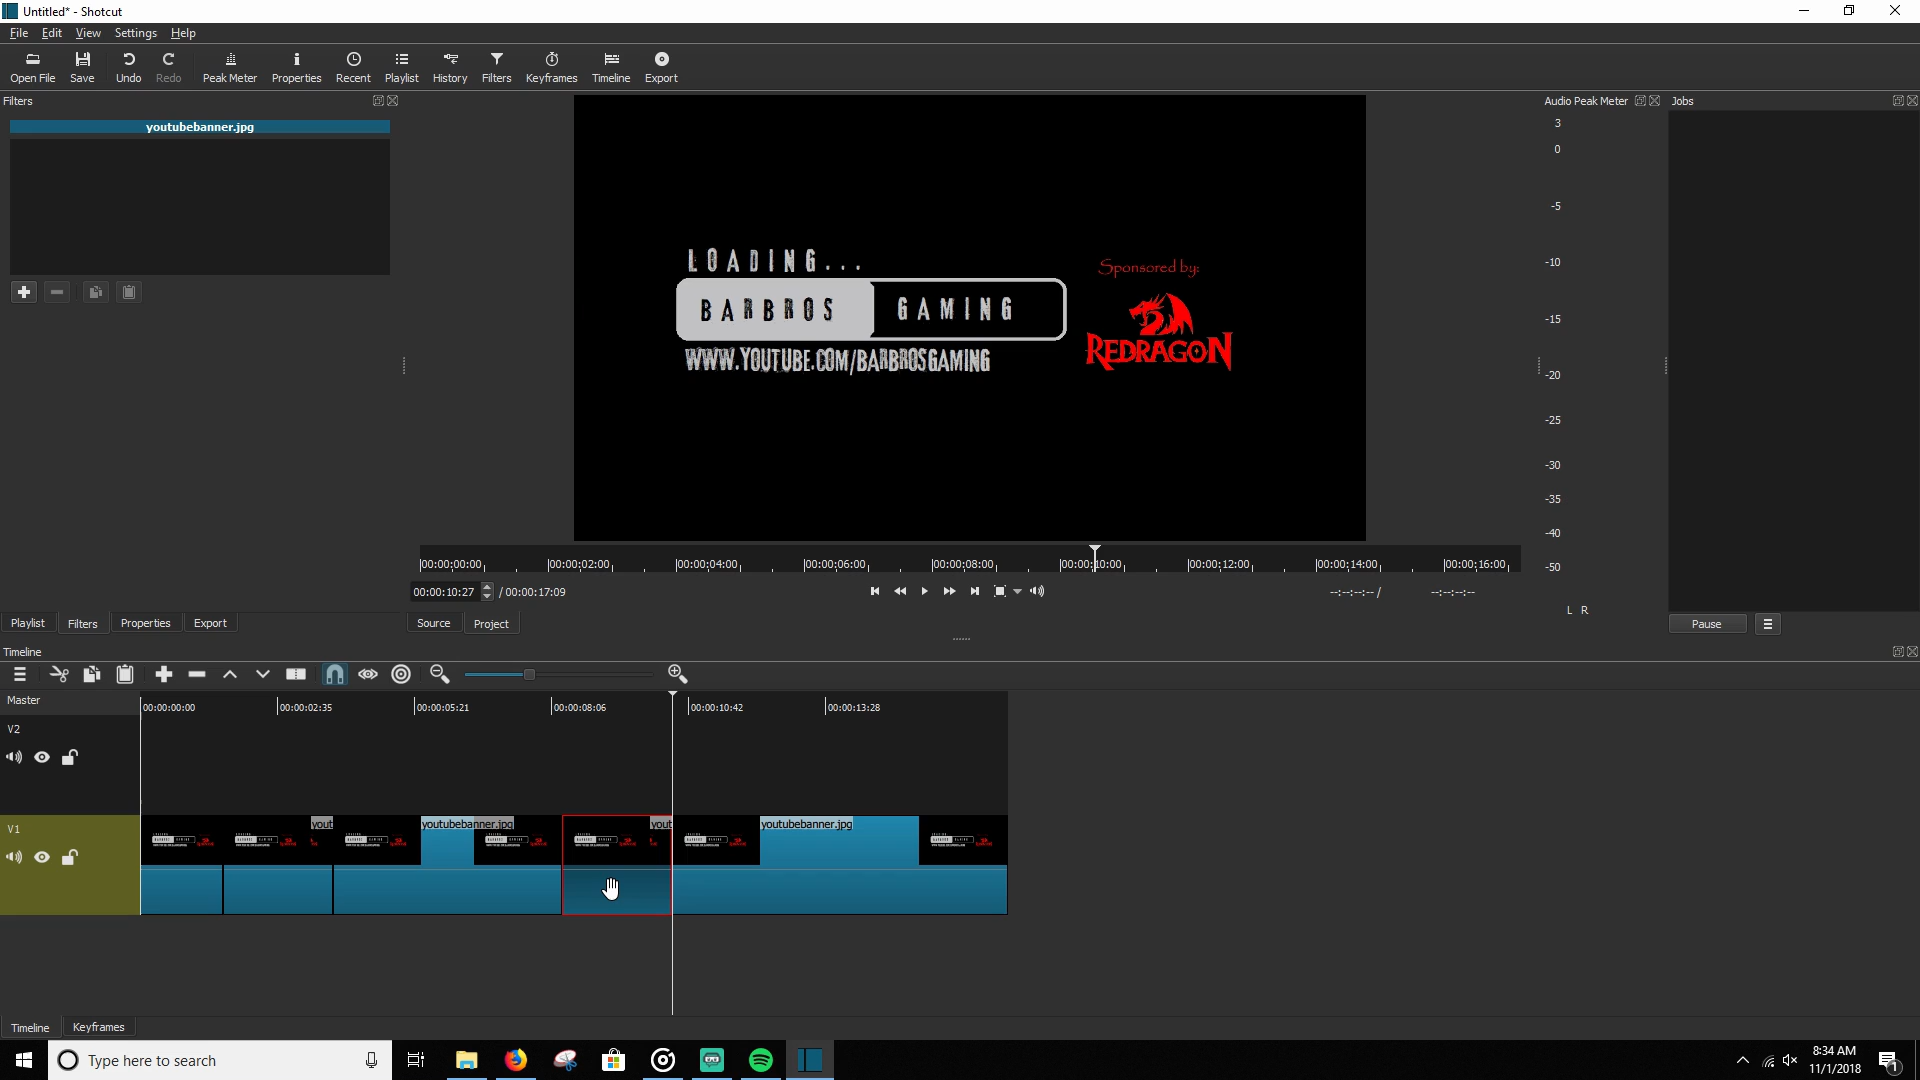 Untitled* - Shotcut
File Edit View Settings Help
Open File Save Undo Redo Peak Meter Properties Recent Playlist History Filters Keyframes Timeline Export
Filters
youtubebanner.jpg
LOADING...
BARBROS GAMING
WWW.YOUTUBE.COM/BARBROSGAMING
Sponsored by:
REDRAGON
Audio Peak Meter
3
0
-5
-10
-15
-20
-25
-30
-35
-40
-50
L R
Jobs
Pause
00:00:00:00 00:00:02:00 00:00:04:00 00:00:06:00 00:00:08:00 00:00:10:00 00:00:12:00 00:00:14:00 00:00:16:00
00:00:10:27 / 00:00:17:09 --:--:--:-- / --:--:--:--
Playlist Filters Properties Export Source Project
Timeline
Master 00:00:00:00 00:00:02:35 00:00:05:21 00:00:08:06 00:00:10:42 00:00:13:28
V2
V1
yout youtubebanner.jpg yout youtubebanner.jpg
Timeline Keyframes
Type here to search
8:34 AM
11/1/2018
1